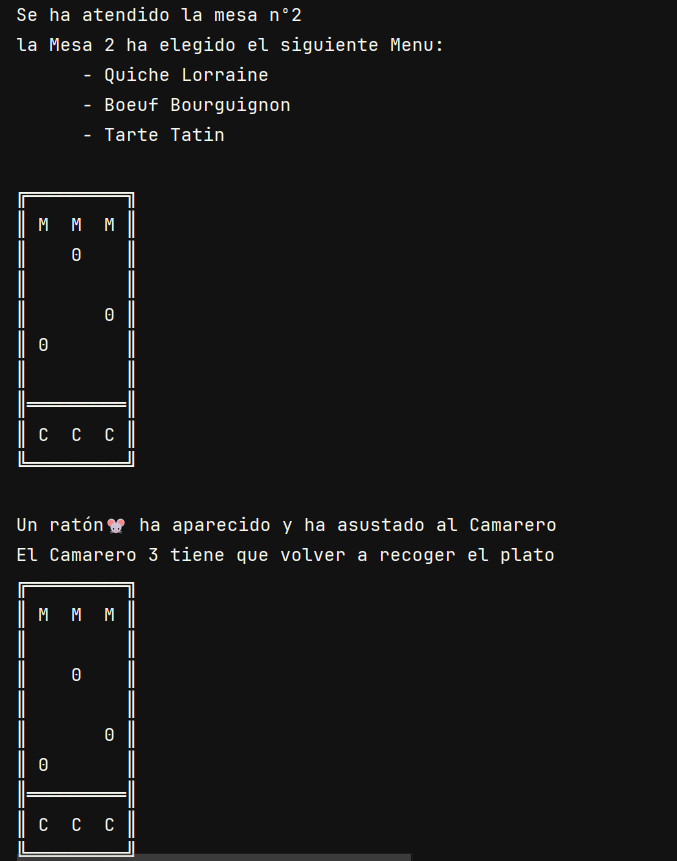 Se ha atendido la mesa n°2
la Mesa 2 ha elegido el siguiente Menu:
      - Quiche Lorraine
      - Boeuf Bourguignon
      - Tarte Tatin

╔═════════╗
║ M  M  M ║
║    0    ║
║         ║
║       0 ║
║ 0       ║
║         ║
║═════════║
║ C  C  C ║
╚═════════╝

Un ratón🐭 ha aparecido y ha asustado al Camarero
El Camarero 3 tiene que volver a recoger el plato
╔═════════╗
║ M  M  M ║
║         ║
║    0    ║
║         ║
║       0 ║
║ 0       ║
║═════════║
║ C  C  C ║
╚═════════╝